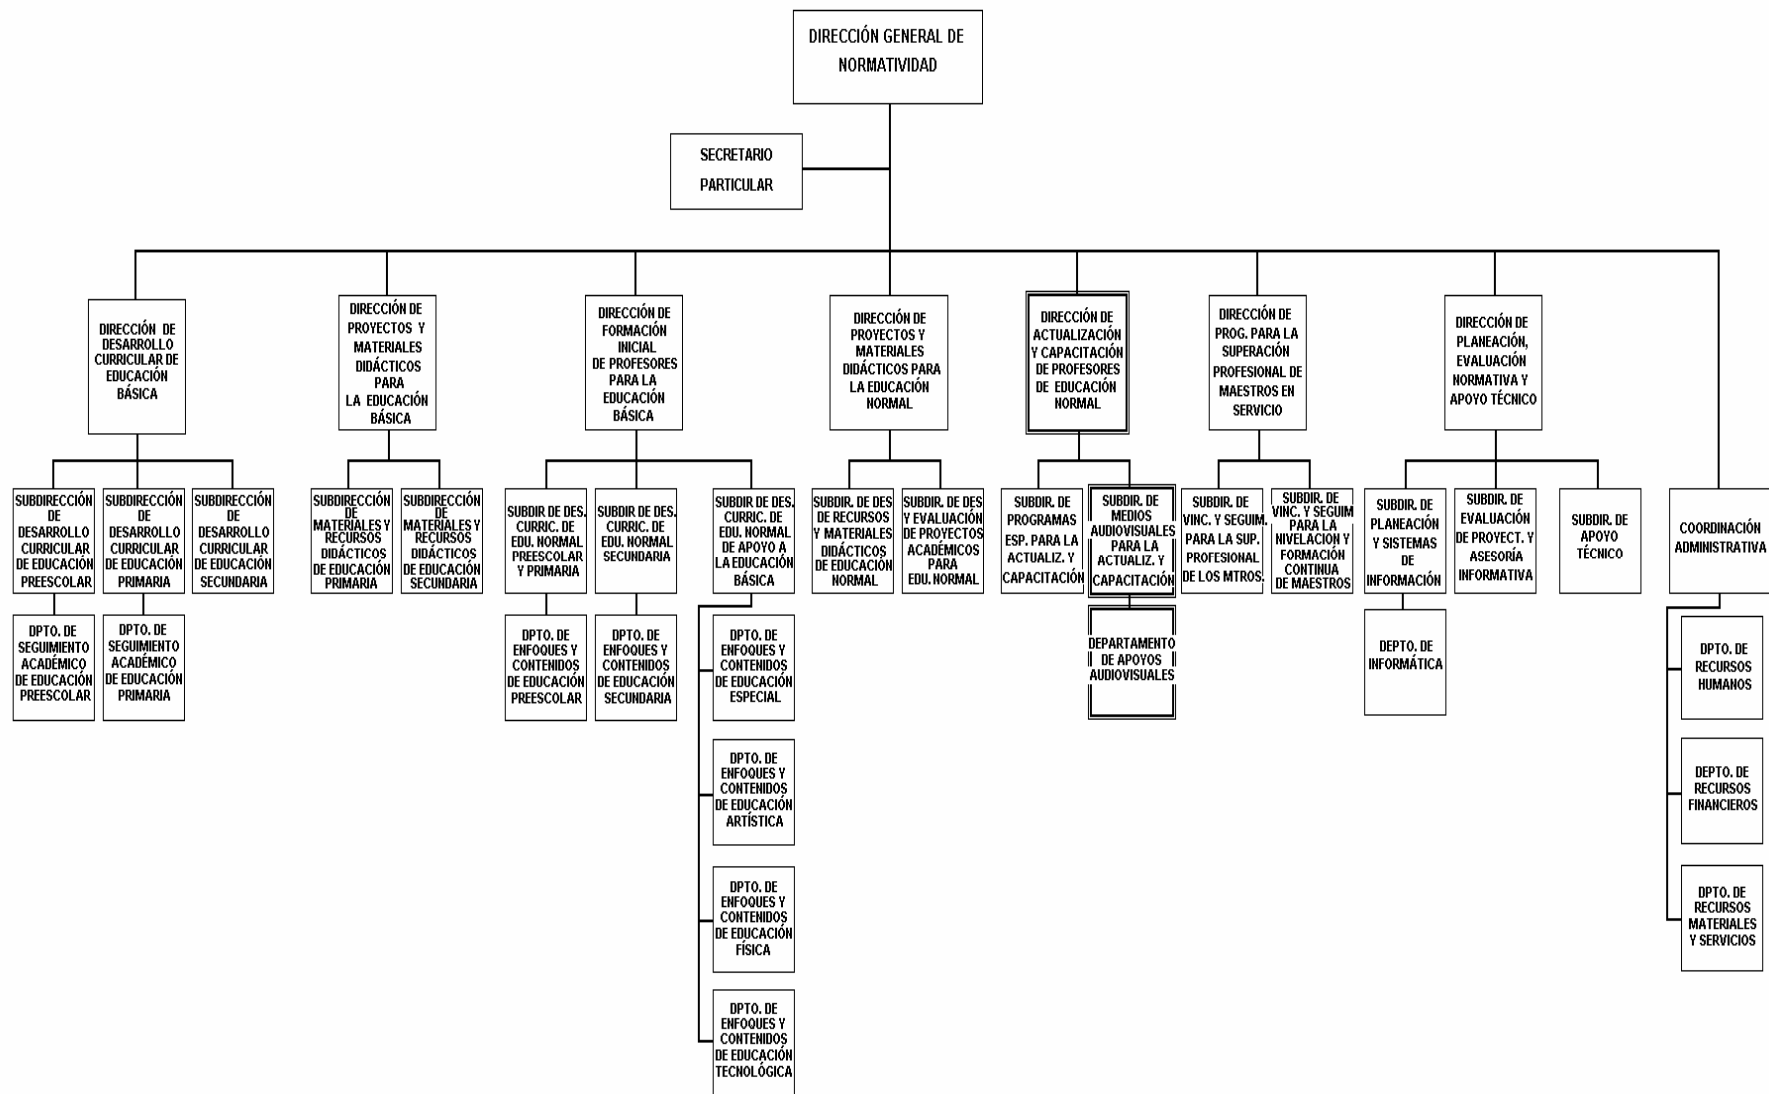 DIRECCIÓN GENERAL DE
NORMATIVIDAD
SECRETARIO
PARTICULAR
DIRECCIÓN DE
DESARROLLO
CURRICULAR DE
EDUCACIÓN
BÁSICA
DIRECCIÓN DE
PROYECTOS Y
MATERIALES
DIDÁCTICOS
PARA
LA EDUCACIÓN
BÁSICA
DIRECCIÓN DE
FORMACIÓN
INICIAL
DE PROFESORES
PARA LA
EDUCACIÓN
BÁSICA
DIRECCIÓN DE
PROYECTOS Y
MATERIALES
DIDÁCTICOS PARA
LA EDUCACIÓN
NORMAL
DIRECCIÓN DE
ACTUALIZACIÓN
Y CAPACITACIÓN
DE PROFESORES
DE EDUCACIÓN
NORMAL
DIRECCIÓN DE
PROG. PARA LA
SUPERACIÓN
PROFESIONAL
DE MAESTROS EN
SERVICIO
DIRECCIÓN DE
PLANEACIÓN,
EVALUACIÓN
NORMATIVA Y
APOYO TÉCNICO
SUBDIRECCIÓN
DE
DESARROLLO
CURRICULAR
DE EDUCACIÓN
PREESCOLAR
SUBDIRECCIÓN
DE
DESARROLLO
CURRICULAR
DE EDUCACIÓN
PRIMARIA
SUBDIRECCIÓN
DE
DESARROLLO
CURRICULAR
DE EDUCACIÓN
SECUNDARIA
SUBDIRECCIÓN
DE
MATERIALES Y
RECURSOS
DIDÁCTICOS
DE EDUCACIÓN
PRIMARIA
SUBDIRECCIÓN
DE
MATERIALES Y
RECURSOS
DIDÁCTICOS
DE EDUCACIÓN
SECUNDARIA
SUBDIR DE DES.
CURRIC. DE
EDU. NORMAL
PREESCOLAR
Y PRIMARIA
SUBDIR DE DES.
CURRIC. DE
EDU. NORMAL
SECUNDARIA
SUBDIR DE DES.
CURRIC. DE
EDU. NORMAL
DE APOYO A
LA EDUCACIÓN
BÁSICA
SUBDIR. DE DES
DE RECURSOS
Y MATERIALES
DIDÁCTICOS
DE EDUCACIÓN
NORMAL
SUBDIR. DE DES
Y EVALUACIÓN
DE PROYECTOS
ACADÉMICOS
PARA
EDU. NORMAL
SUBDIR. DE
PROGRAMAS
ESP. PARA LA
ACTUALIZ. Y
CAPACITACIÓN
SUBDIR. DE
MEDIOS
AUDIOVISUALES
PARA LA
ACTUALIZ. Y
CAPACITACIÓN
SUBDIR. DE
VINC. Y SEGUIM.
PARA LA SUP.
PROFESIONAL
DE LOS MTROS.
SUBDIR. DE
VINC. Y SEGUIM
PARA LA
NIVELACIÓN Y
FORMACIÓN
CONTINUA
DE MAESTROS
SUBDIR. DE
PLANEACIÓN
Y SISTEMAS
DE
INFORMACIÓN
SUBDIR. DE
EVALUACIÓN
DE PROYECT. Y
ASESORÍA
INFORMATIVA
SUBDIR. DE
APOYO
TÉCNICO
COORDINACIÓN
ADMINISTRATIVA
DPTO. DE
SEGUIMIENTO
ACADÉMICO
DE EDUCACIÓN
PREESCOLAR
DPTO. DE
SEGUIMIENTO
ACADÉMICO
DE EDUCACIÓN
PRIMARIA
DPTO. DE
ENFOQUES Y
CONTENIDOS
DE EDUCACIÓN
PREESCOLAR
DPTO. DE
ENFOQUES Y
CONTENIDOS
DE EDUCACIÓN
SECUNDARIA
DPTO. DE
ENFOQUES Y
CONTENIDOS
DE EDUCACIÓN
ESPECIAL
DEPARTAMENTO
DE APOYOS
AUDIOVISUALES
DEPTO. DE
INFORMÁTICA
DPTO. DE
RECURSOS
HUMANOS
DPTO. DE
ENFOQUES Y
CONTENIDOS
DE EDUCACIÓN
ARTÍSTICA
DEPTO. DE
RECURSOS
FINANCIEROS
DPTO. DE
ENFOQUES Y
CONTENIDOS
DE EDUCACIÓN
FÍSICA
DPTO. DE
RECURSOS
MATERIALES
Y SERVICIOS
DPTO. DE
ENFOQUES Y
CONTENIDOS
DE EDUCACIÓN
TECNOLÓGICA